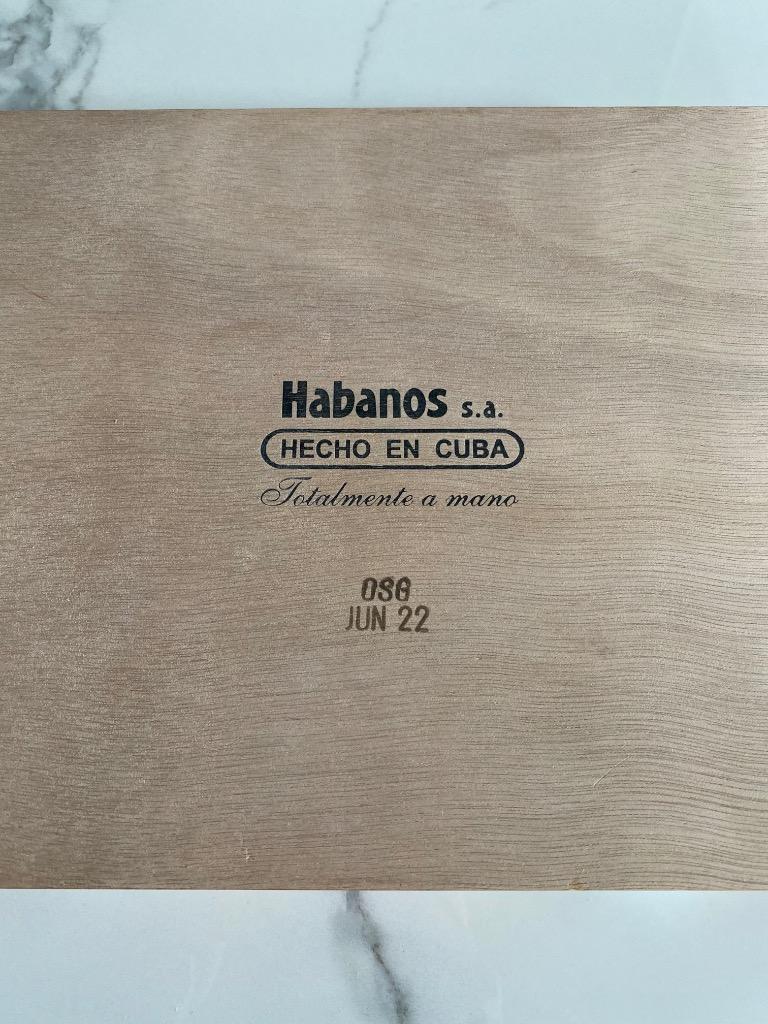 Habanos s.a.
HECHO EN CUBA
Totalmente a mano
OSG
JUN 22